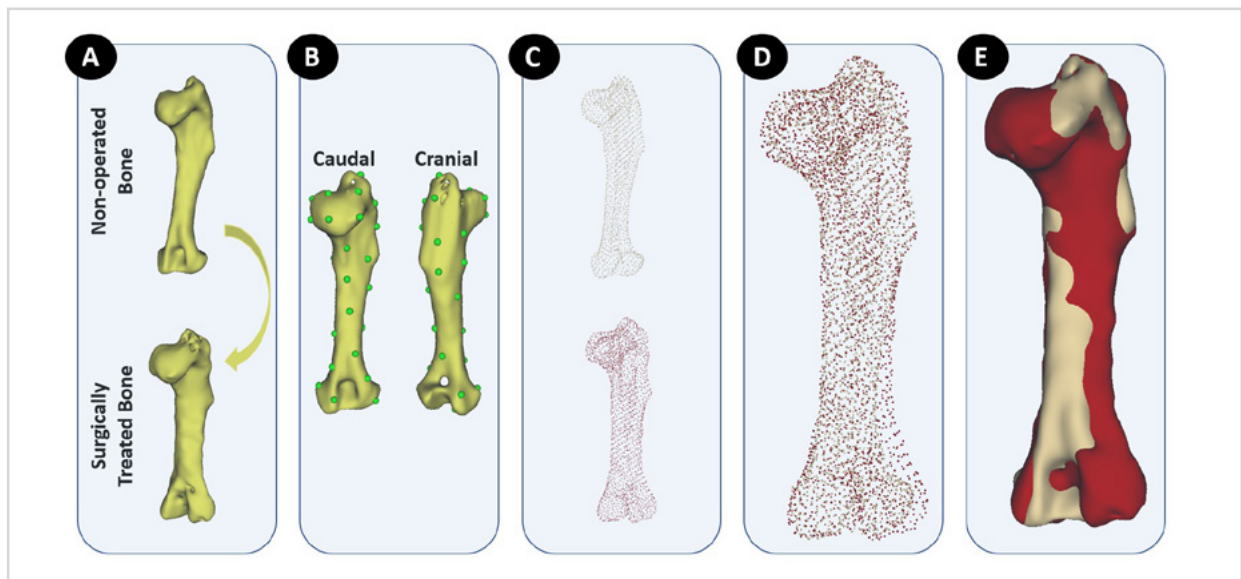 A
B
C
D
E
Non-operated
Bone
Surgically
Treated Bone
Caudal
Cranial